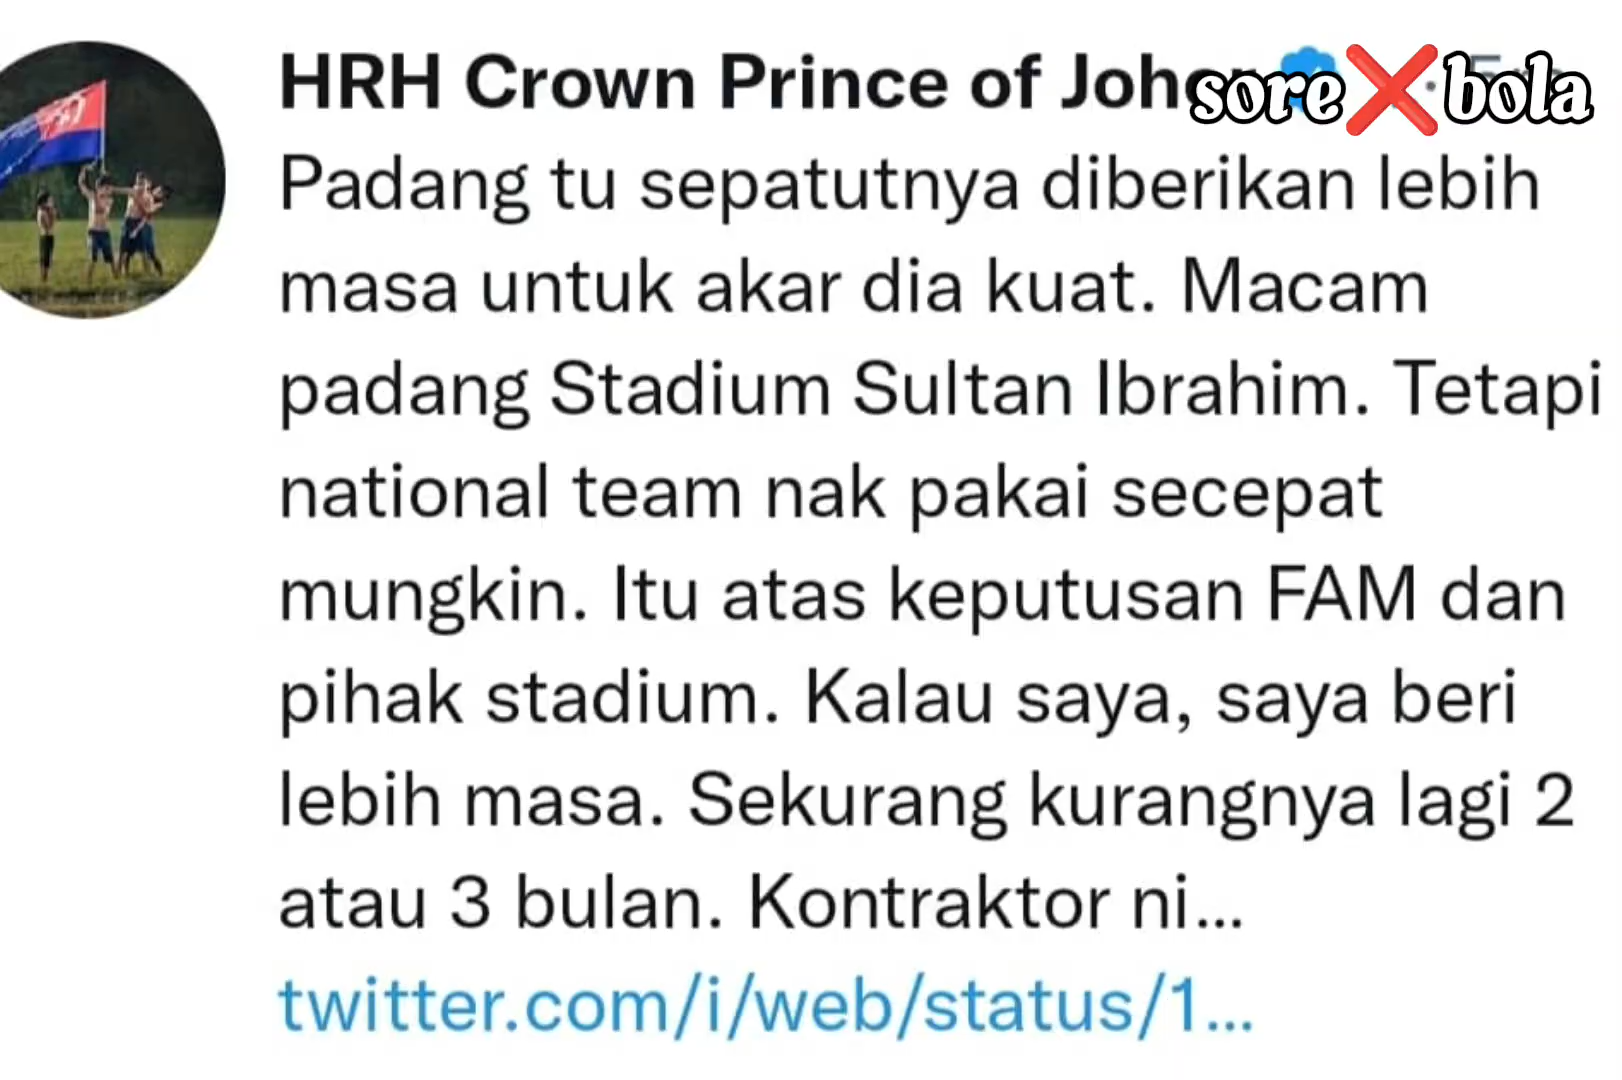 HRH Crown Prince of Johor
sore❌bola
Padang tu sepatutnya diberikan lebih
masa untuk akar dia kuat. Macam
padang Stadium Sultan Ibrahim. Tetapi
national team nak pakai secepat
mungkin. Itu atas keputusan FAM dan
pihak stadium. Kalau saya, saya beri
lebih masa. Sekurang kurangnya lagi 2
atau 3 bulan. Kontraktor ni...
twitter.com/i/web/status/1...